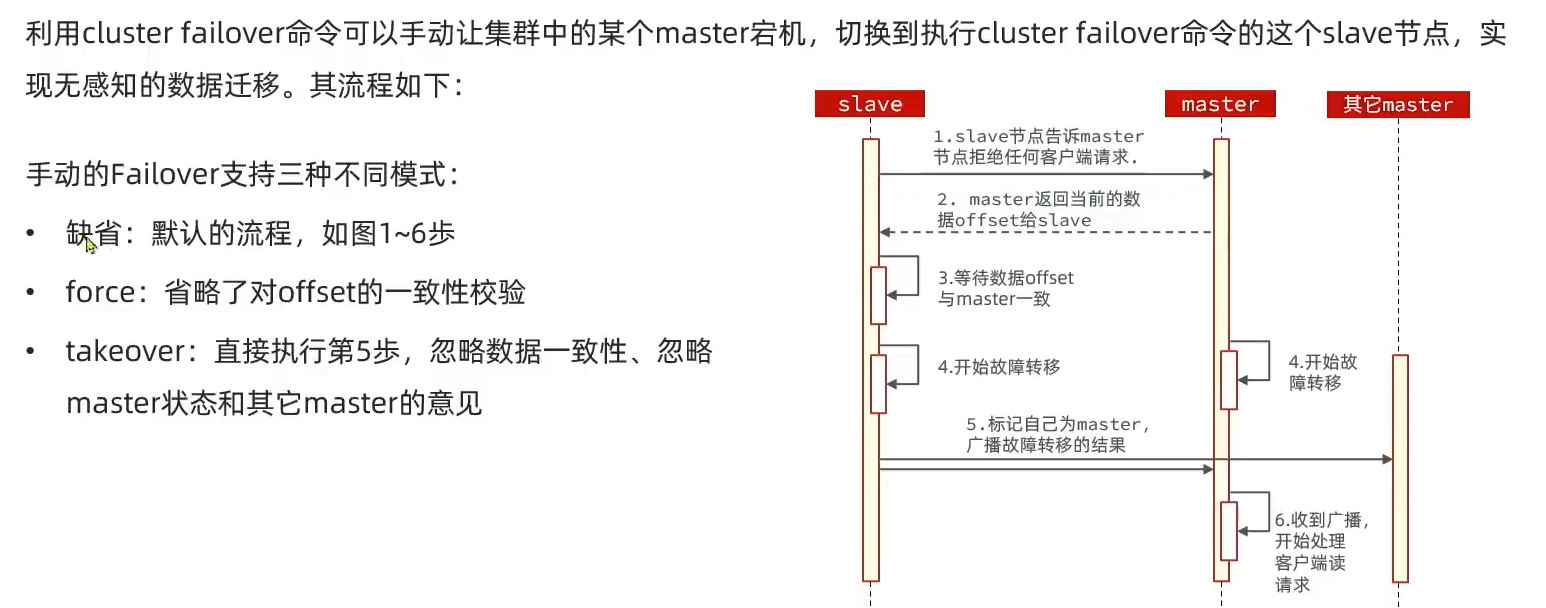 利用cluster failover命令可以手动让集群中的某个master宕机，切换到执行cluster failover命令的这个slave节点，实
现无感知的数据迁移。其流程如下：
手动的Failover支持三种不同模式：
• 缺省：默认的流程，如图1~6步
• force：省略了对offset的一致性校验
• takeover：直接执行第5步，忽略数据一致性、忽略
master状态和其它master的意见
slave
master
其它master
1.slave节点告诉master
节点拒绝任何客户端请求.
2. master返回当前的数
据offset给slave
3.等待数据offset
与master一致
4.开始故障转移
4.开始故
障转移
5.标记自己为master，
广播故障转移的结果
6.收到广播，
开始处理
客户端读
请求